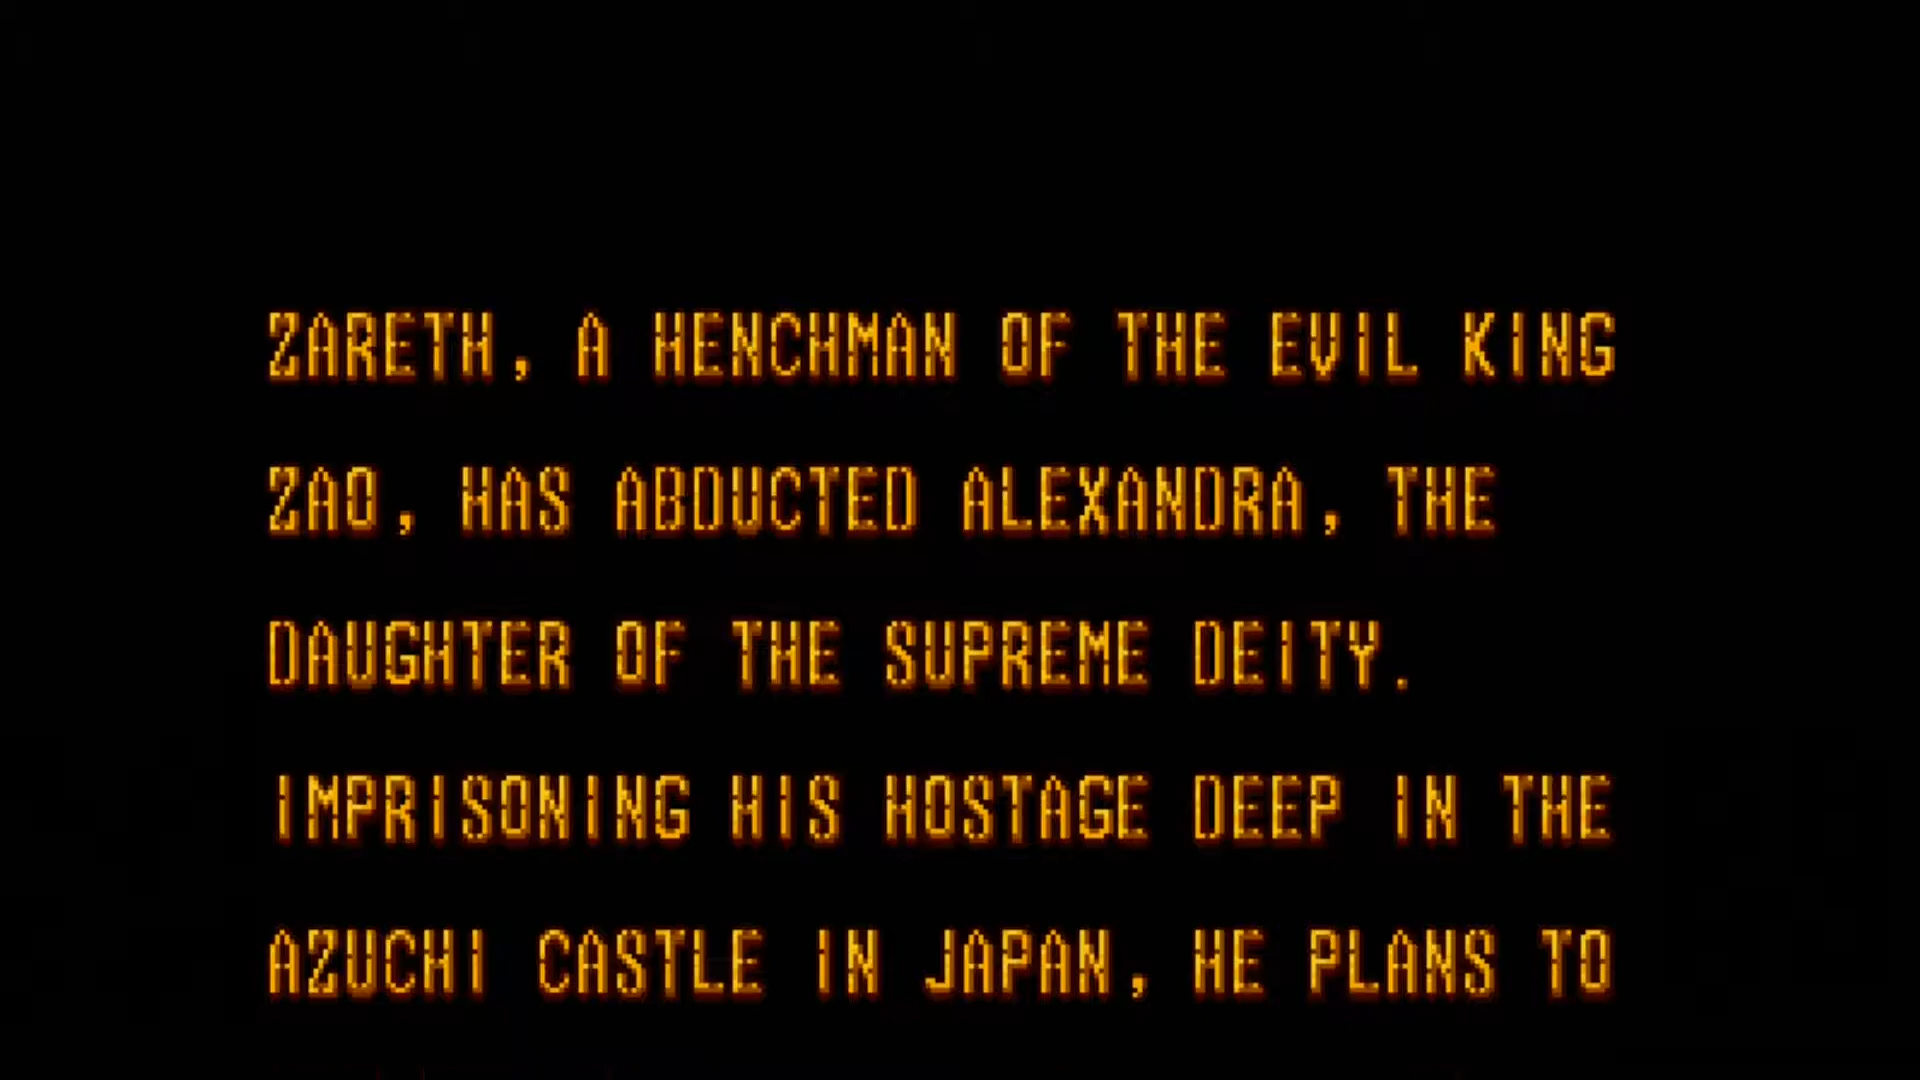 ZARETH, A HENCHMAN OF THE EVIL KING
ZAO, HAS ABDUCTED ALEXANDRA, THE
DAUGHTER OF THE SUPREME DEITY.
IMPRISONING HIS HOSTAGE DEEP IN THE
AZUCHI CASTLE IN JAPAN, HE PLANS TO